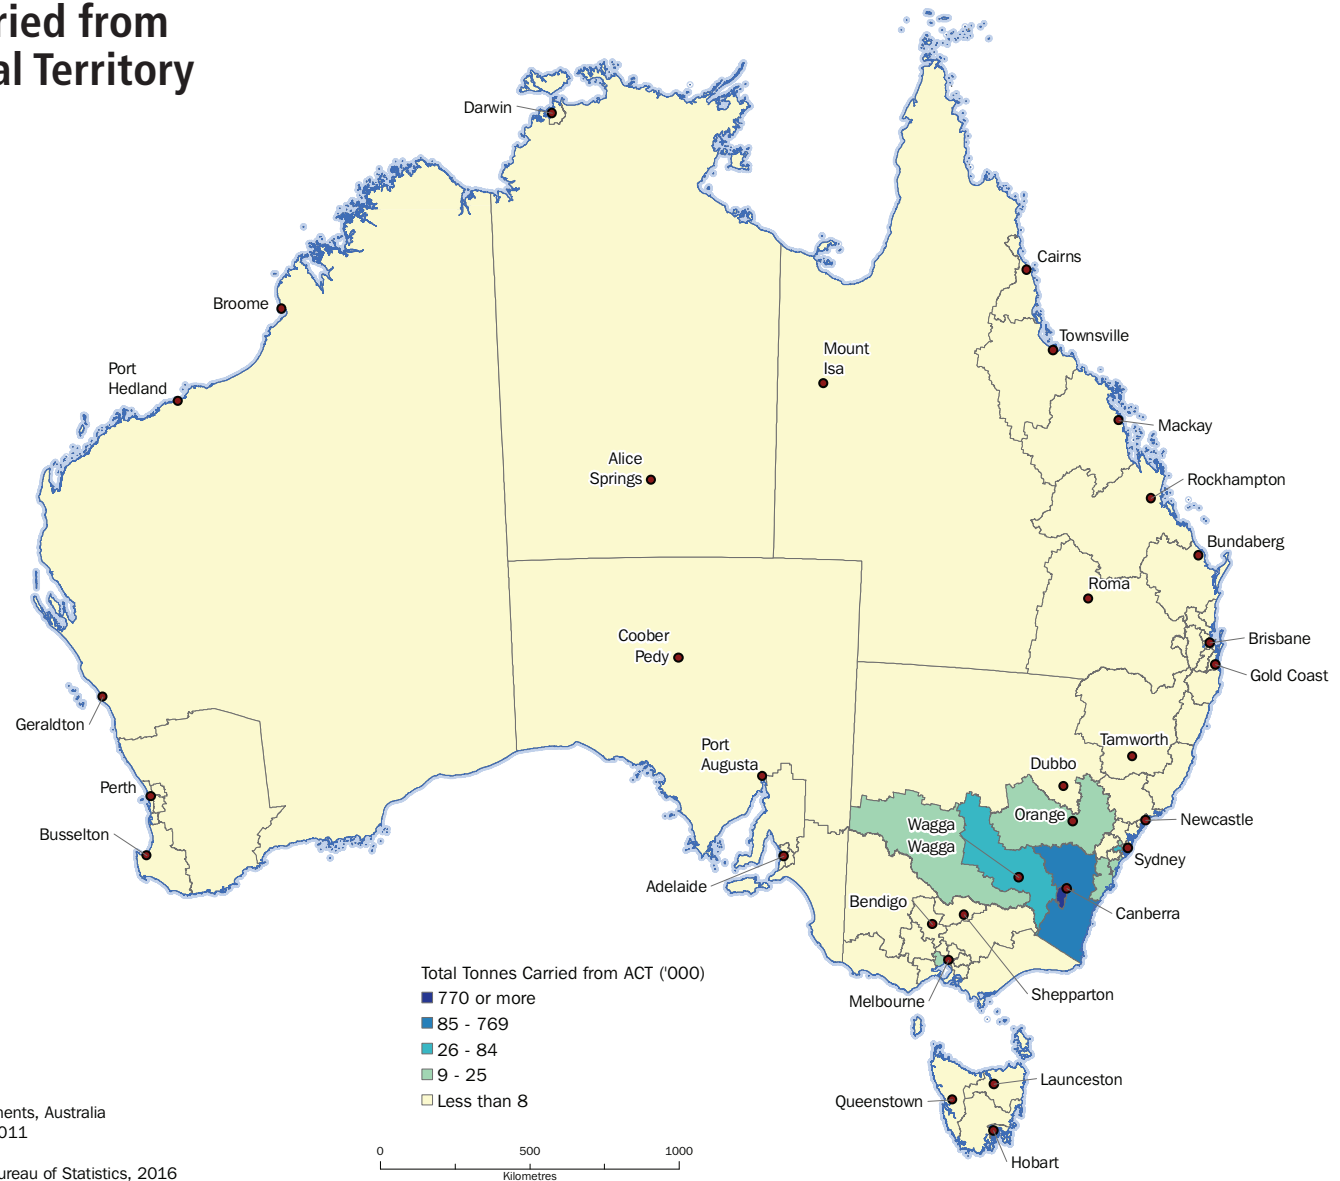 ried from
al Territory
Darwin
Cairns
Broome
Townsville
Mount
Isa
Port
Hedland
Mackay
Alice
Springs
Rockhampton
Bundaberg
Roma
Coober
Pedy
Brisbane
Gold Coast
Geraldton
Port
Augusta
Tamworth
Dubbo
Perth
Orange
Newcastle
Wagga
Wagga
Busselton
Sydney
Adelaide
Bendigo
Canberra
Total Tonnes Carried from ACT ('000)
770 or more
85 - 769
26 - 84
9 - 25
Less than 8
Melbourne
Shepparton
Launceston
Queenstown
Hobart
nents, Australia
011
ureau of Statistics, 2016
0 500 1000
Kilometres